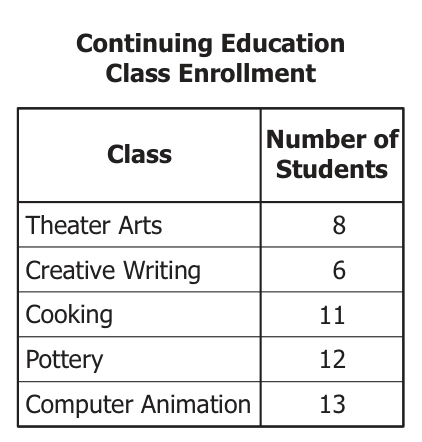 Continuing Education
Class Enrollment
Class
Number of
Students
Theater Arts 8
Creative Writing 6
Cooking 11
Pottery 12
Computer Animation 13